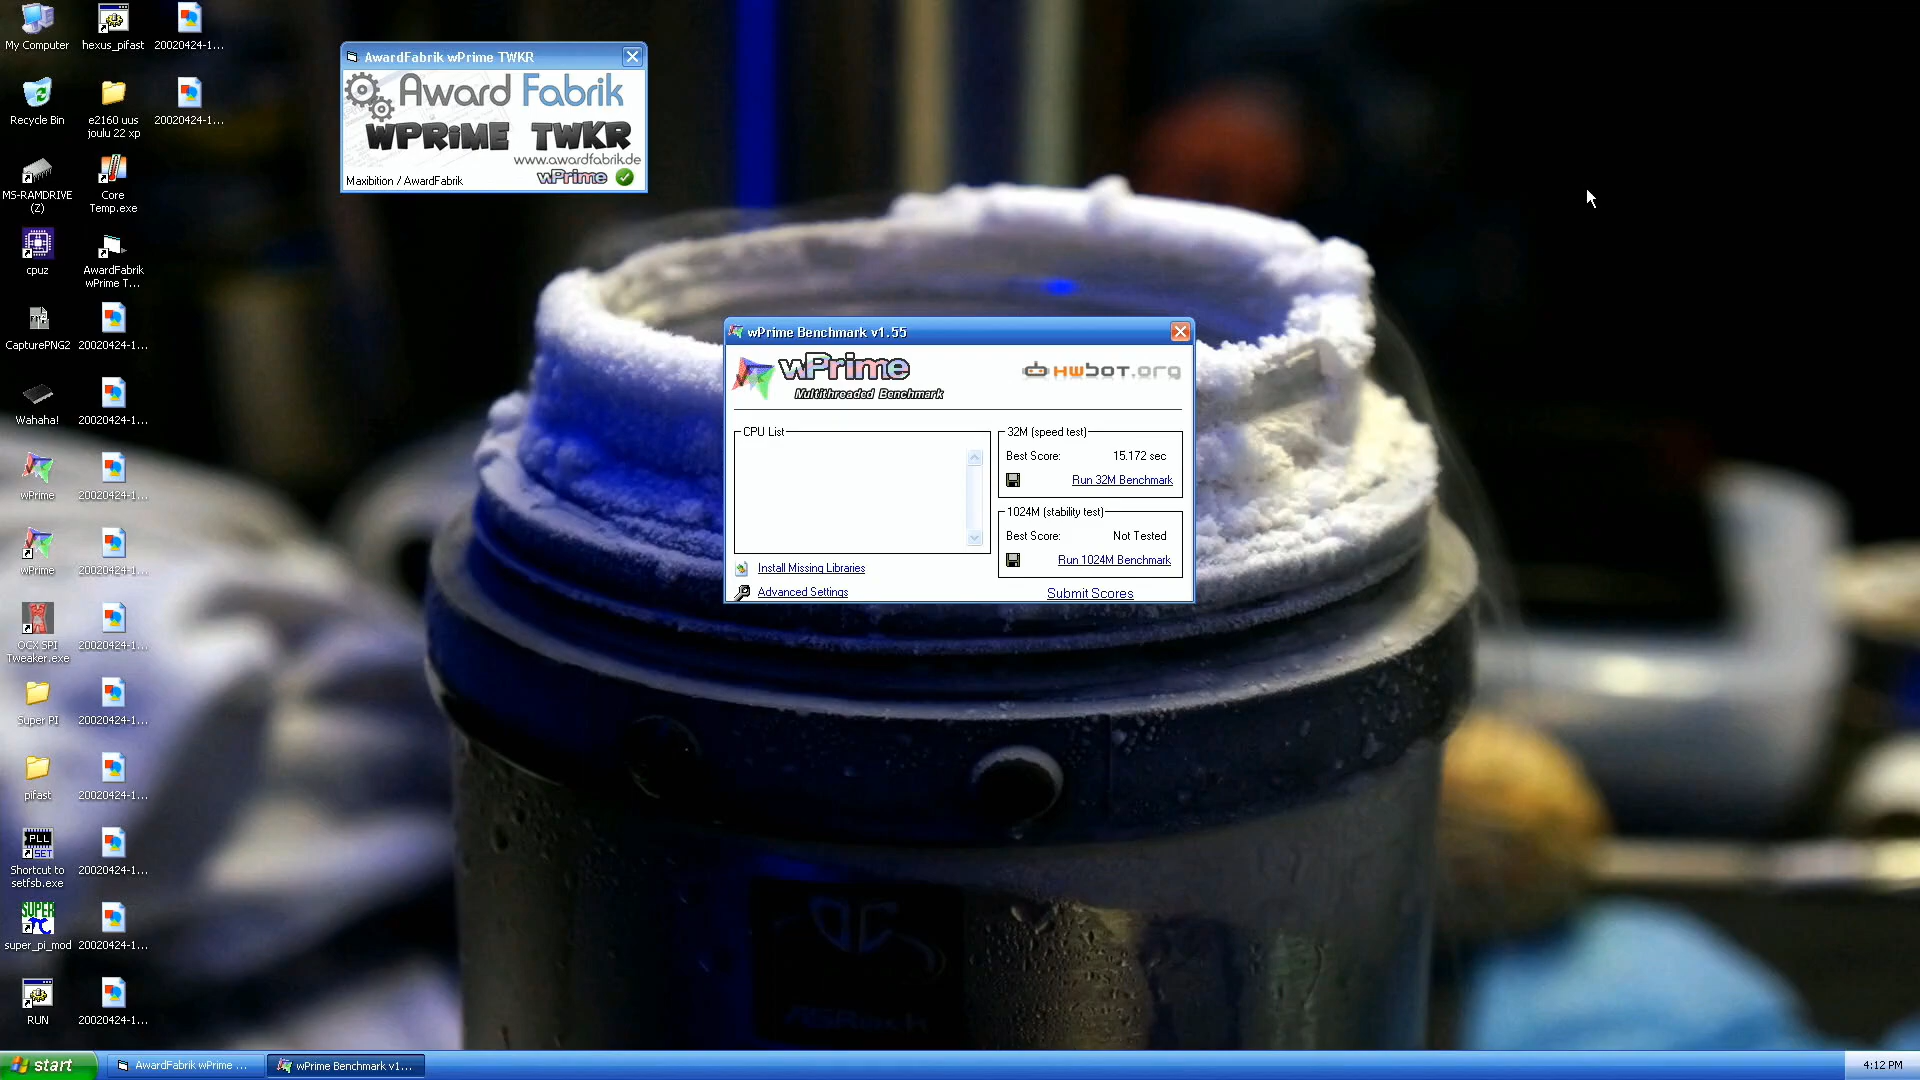 My Computer
hexus_pifast
20020424-1...
Recycle Bin
e2160 uus
joulu 22 xp
20020424-1...
MS-RAMDRIVE
(Z)
Core
Temp.exe
cpuz
AwardFabrik
wPrime T...
CapturePNG2
20020424-1...
Wahaha!
20020424-1...
wPrime
20020424-1...
wPrime
20020424-1...
OCX SPI
Tweaker.exe
20020424-1...
Super PI
20020424-1...
pifast
20020424-1...
PLL
SET
Shortcut to
setfsb.exe
20020424-1...
SUPER
super_pi_mod
20020424-1...
RUN
20020424-1...
AwardFabrik wPrime TWKR
Award Fabrik
WPRiME TWKR
www.awardfabrik.de
Maxibition / AwardFabrik
wPrime
wPrime Benchmark v1.55
wPrime
Multithreaded Benchmark
HWBOT.org
CPU List
32M (speed test)
Best Score: 15.172 sec
Run 32M Benchmark
1024M (stability test)
Best Score: Not Tested
Run 1024M Benchmark
Install Missing Libraries
Advanced Settings
Submit Scores
ASRock
start
AwardFabrik wPrime ...
wPrime Benchmark v1...
4:12 PM